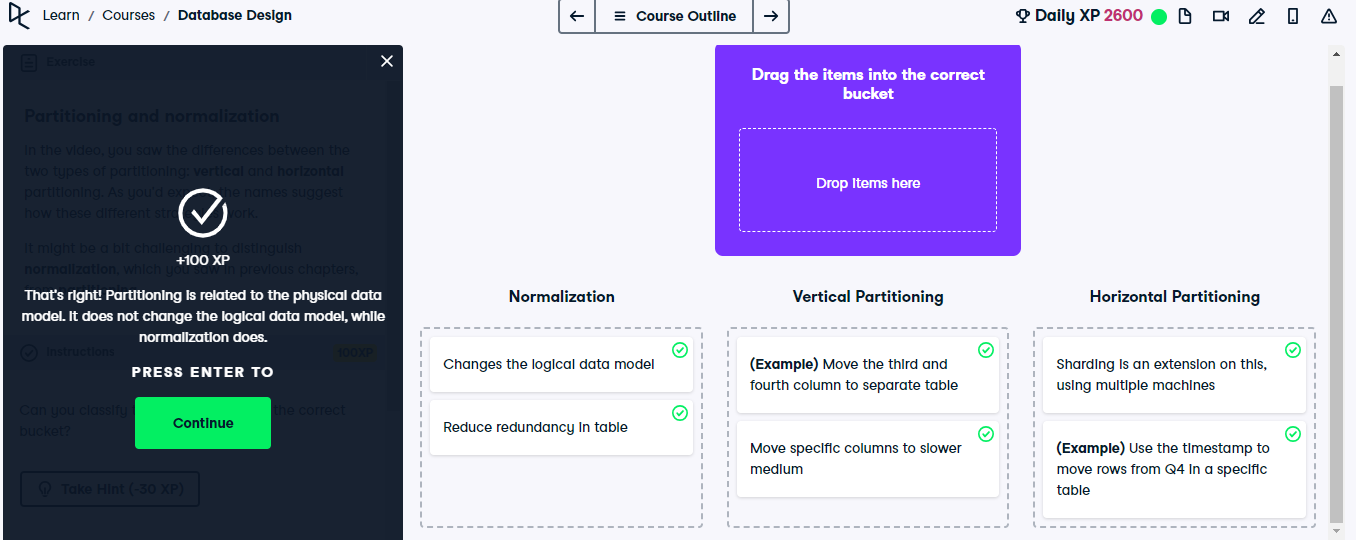 Learn / Courses / Database Design
Course Outline
Daily XP 2600
Exercise
Partitioning and normalization
In the video, you saw the differences between the
two types of partitioning: vertical and horizontal
partitioning. As you'd the names suggest
how these different work.
It might be a bit challenging to distinguish
normalization, which you saw in previous chapters,
+100 XP
That's right! Partitioning is related to the physical data
model. It does not change the logical data model, while
normalization does.
Instructions
100XP
PRESS ENTER TO
Can you classify the correct
bucket?
Continue
Take Hint (-30 XP)
Drag the items into the correct
bucket
Drop items here
Normalization
Changes the logical data model
Reduce redundancy in table
Vertical Partitioning
(Example) Move the third and
fourth column to separate table
Move specific columns to slower
medium
Horizontal Partitioning
Sharding is an extension on this,
using multiple machines
(Example) Use the timestamp to
move rows from Q4 in a specific
table